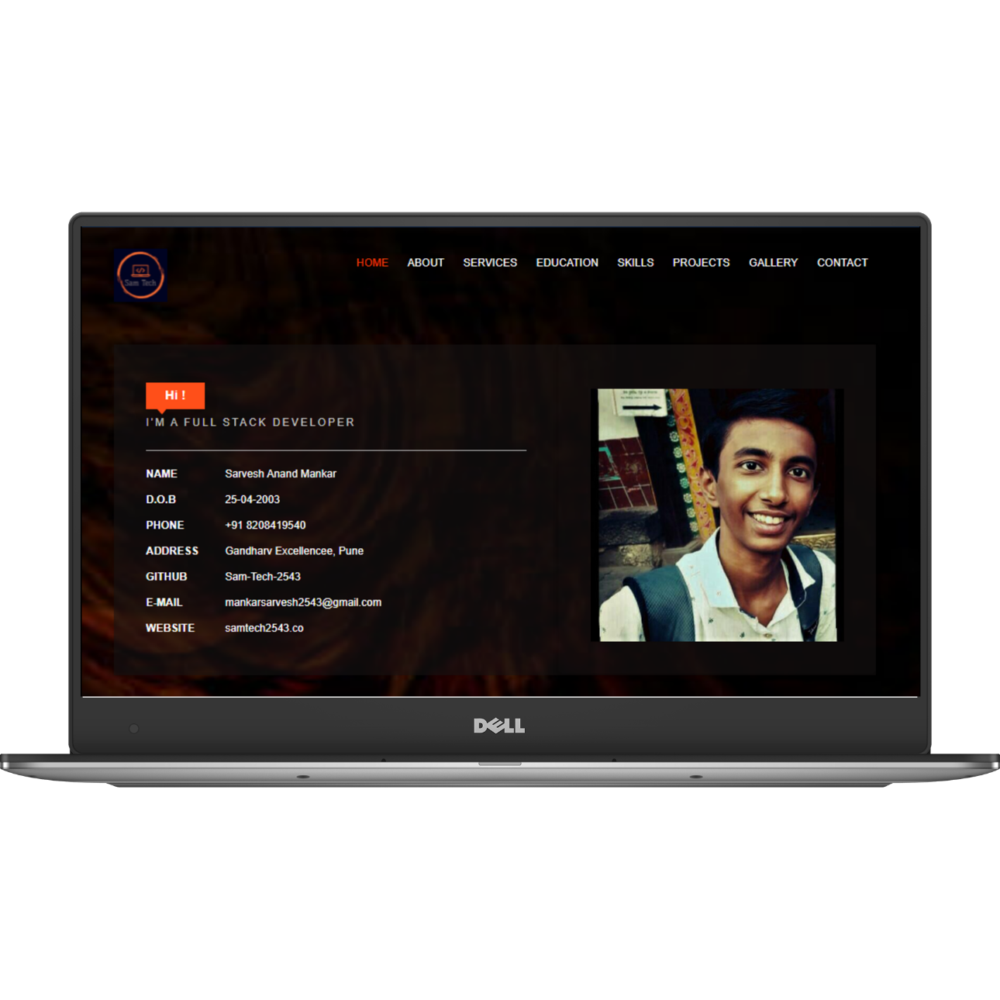 Sam Tech
HOME ABOUT SERVICES EDUCATION SKILLS PROJECTS GALLERY CONTACT
Hi !
I'M A FULL STACK DEVELOPER
NAME Sarvesh Anand Mankar
D.O.B 25-04-2003
PHONE +91 8208419540
ADDRESS Gandharv Excellencee, Pune
GITHUB Sam-Tech-2543
E-MAIL mankarsarvesh2543@gmail.com
WEBSITE samtech2543.co
DELL